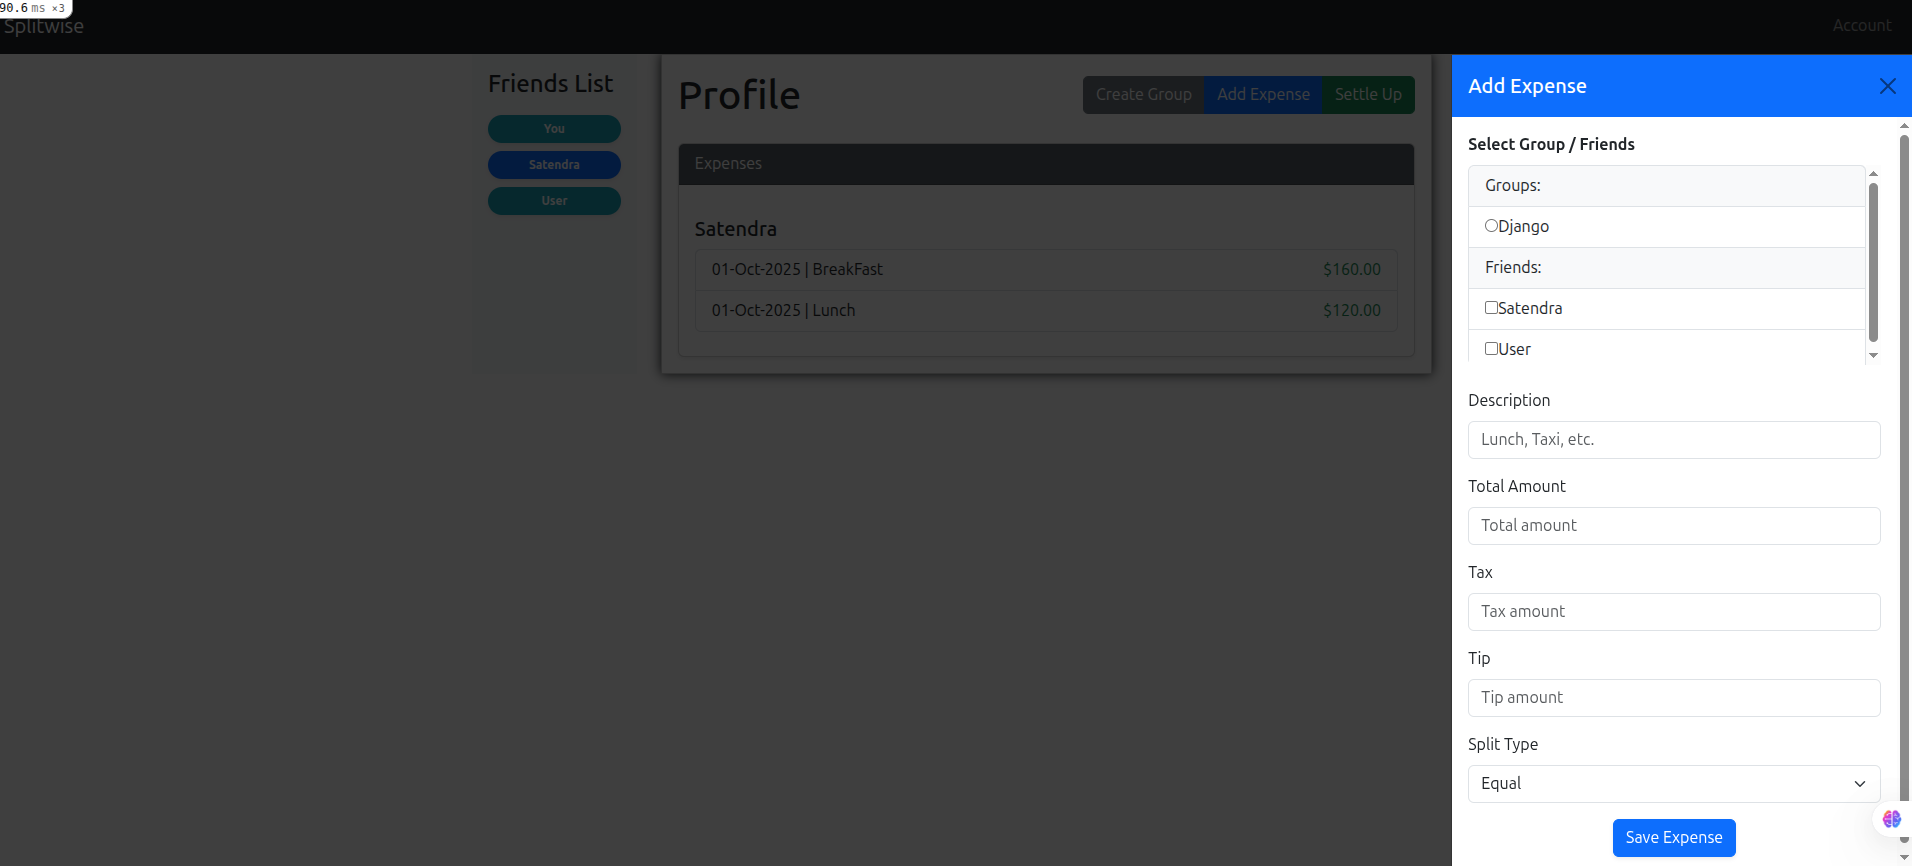 90.6 ms ×3
Splitwise
Account
Friends List
You
Satendra
User
Profile
Create Group
Add Expense
Settle Up
Expenses
Satendra
01-Oct-2025 | BreakFast $160.00
01-Oct-2025 | Lunch $120.00
Add Expense
Select Group / Friends
Groups:
Django
Friends:
Satendra
User
Description
Lunch, Taxi, etc.
Total Amount
Total amount
Tax
Tax amount
Tip
Tip amount
Split Type
Equal
Save Expense